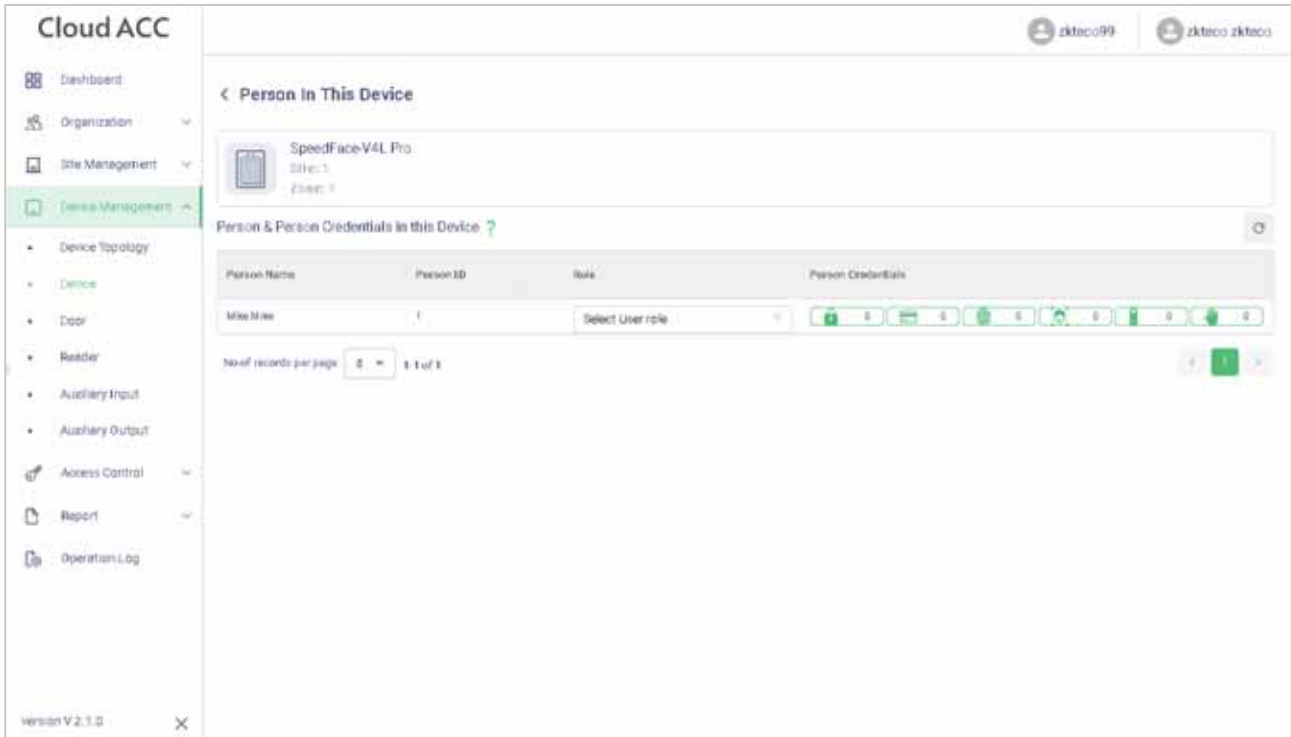 Cloud ACC
zkteco99
zkteco zkteco
Dashboard
Organization
Site Management
Device Management
Device Topology
Device
Door
Reader
Auxiliary Input
Auxiliary Output
Access Control
Report
Operation Log
version V 2.1.0
Person In This Device
SpeedFace-V4L Pro
Site: 1
Zone: 1
Person & Person Credentials in this Device ?
Person Name Person ID Role Person Credentials
Mike Mike 1 Select User role
No of records per page 1-1 of 1
1